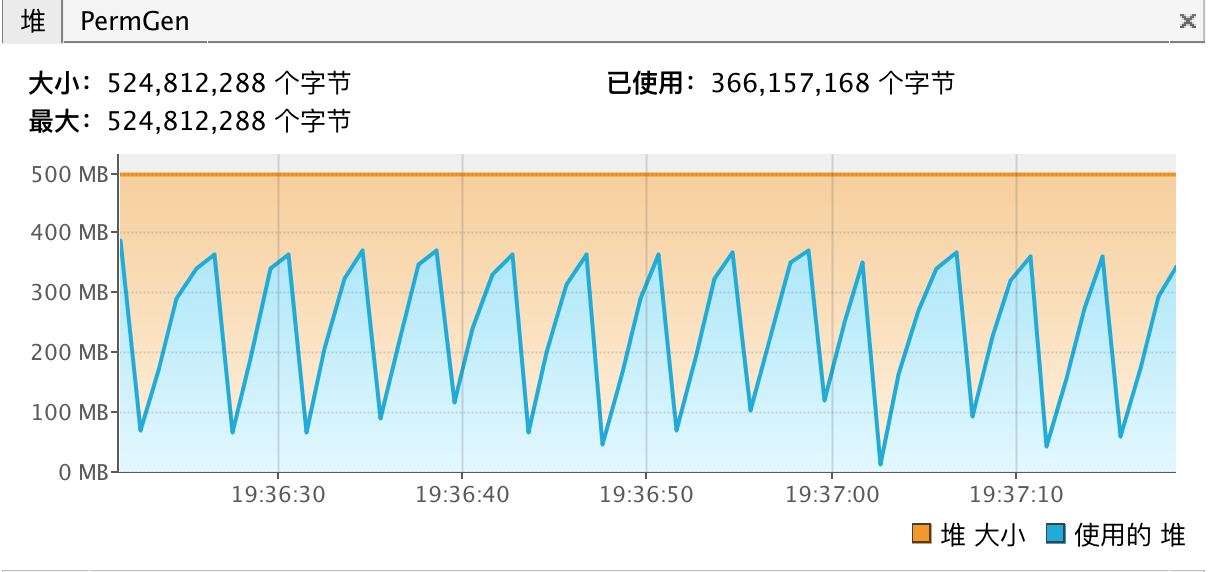 堆 PermGen
大小: 524,812,288 个字节 已使用: 366,157,168 个字节
最大: 524,812,288 个字节
500 MB
400 MB
300 MB
200 MB
100 MB
0 MB
19:36:30 19:36:40 19:36:50 19:37:00 19:37:10
堆 大小 使用的 堆